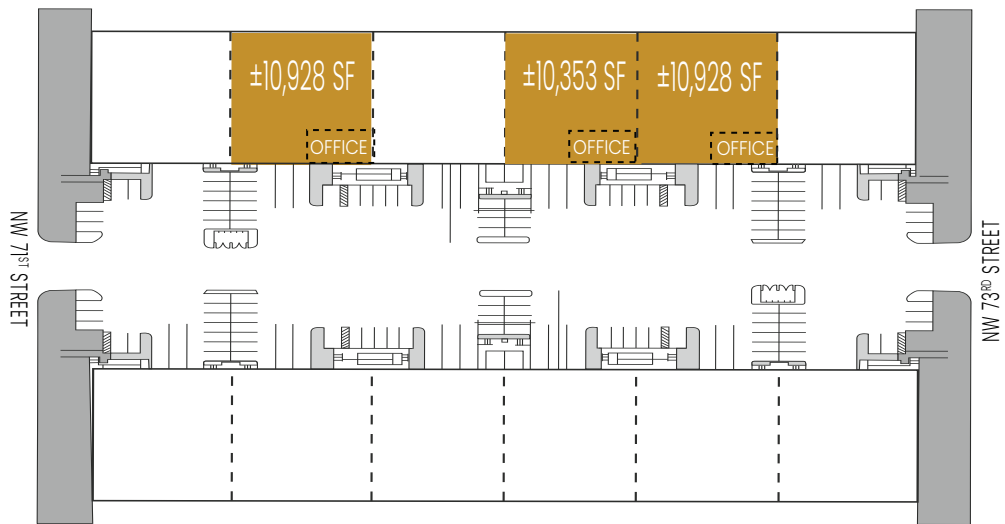 ±10,928 SF
OFFICE
±10,353 SF
OFFICE
±10,928 SF
OFFICE
NW 71ST STREET
NW 73RD STREET